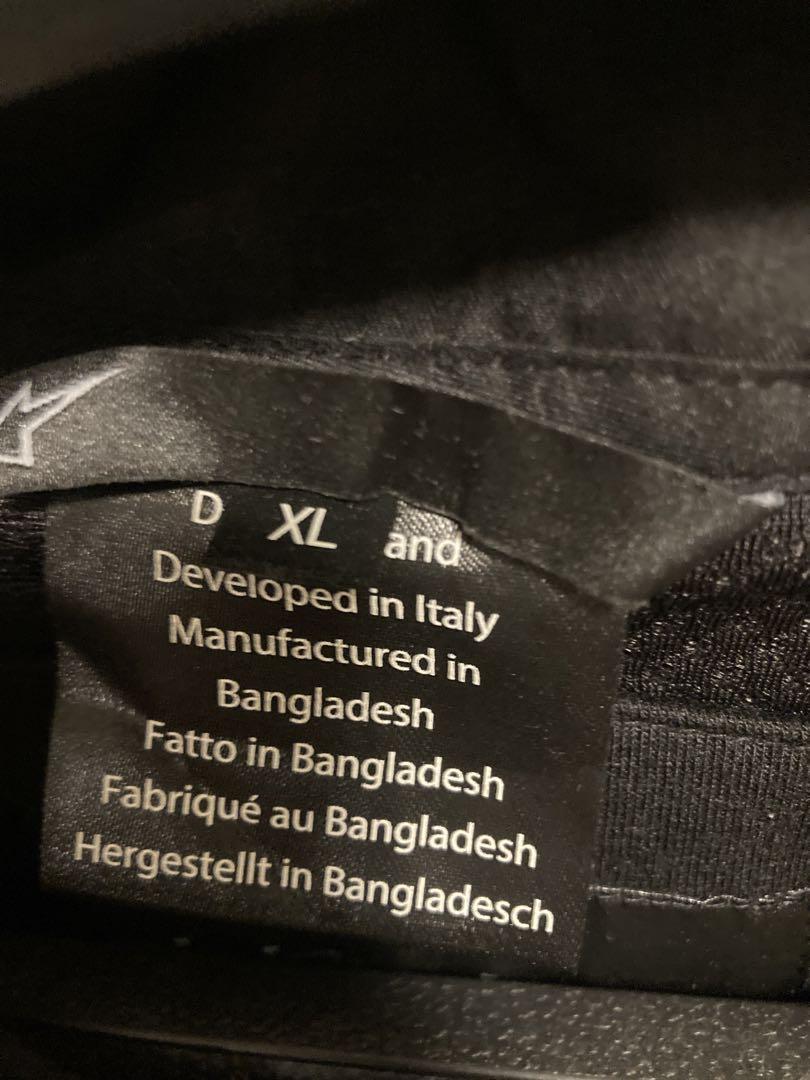 D XL and
Developed in Italy
Manufactured in
Bangladesh
Fatto in Bangladesh
Fabriqué au Bangladesh
Hergestellt in Bangladesch